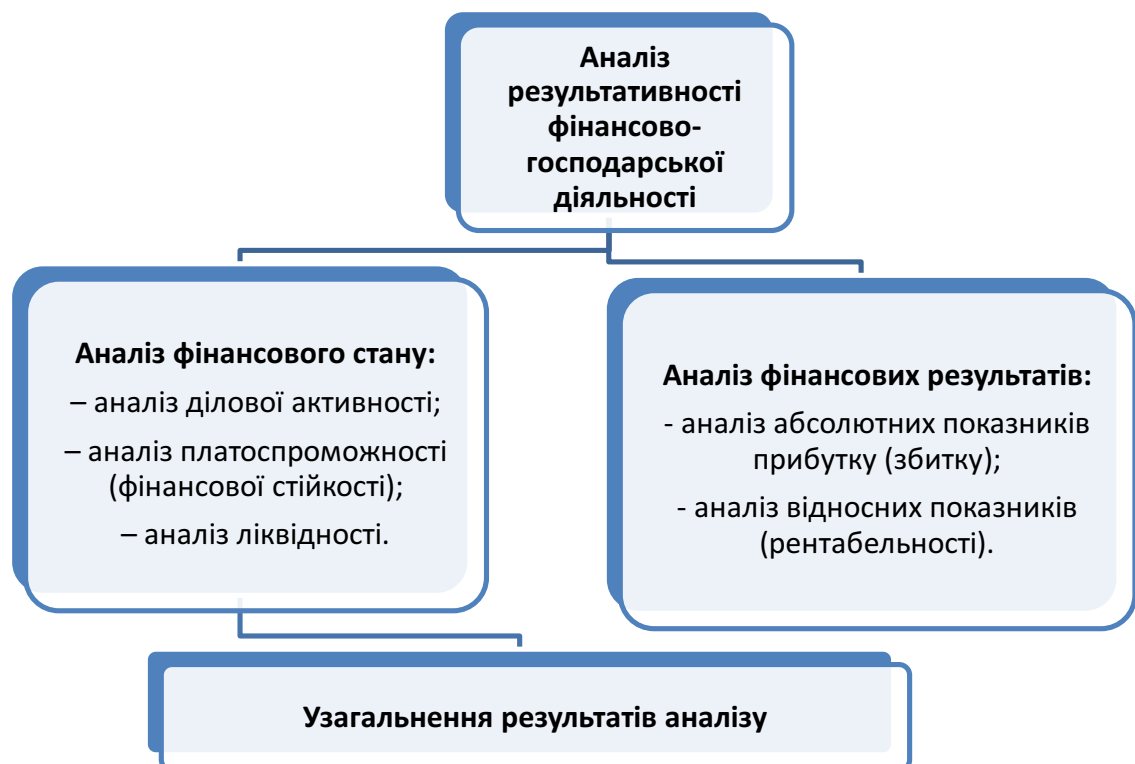 Аналіз
результативності
фінансово-
господарської
діяльності
Аналіз фінансового стану:
– аналіз ділової активності;
– аналіз платоспроможності
(фінансової стійкості);
– аналіз ліквідності.
Аналіз фінансових результатів:
- аналіз абсолютних показників
прибутку (збитку);
- аналіз відносних показників
(рентабельності).
Узагальнення результатів аналізу